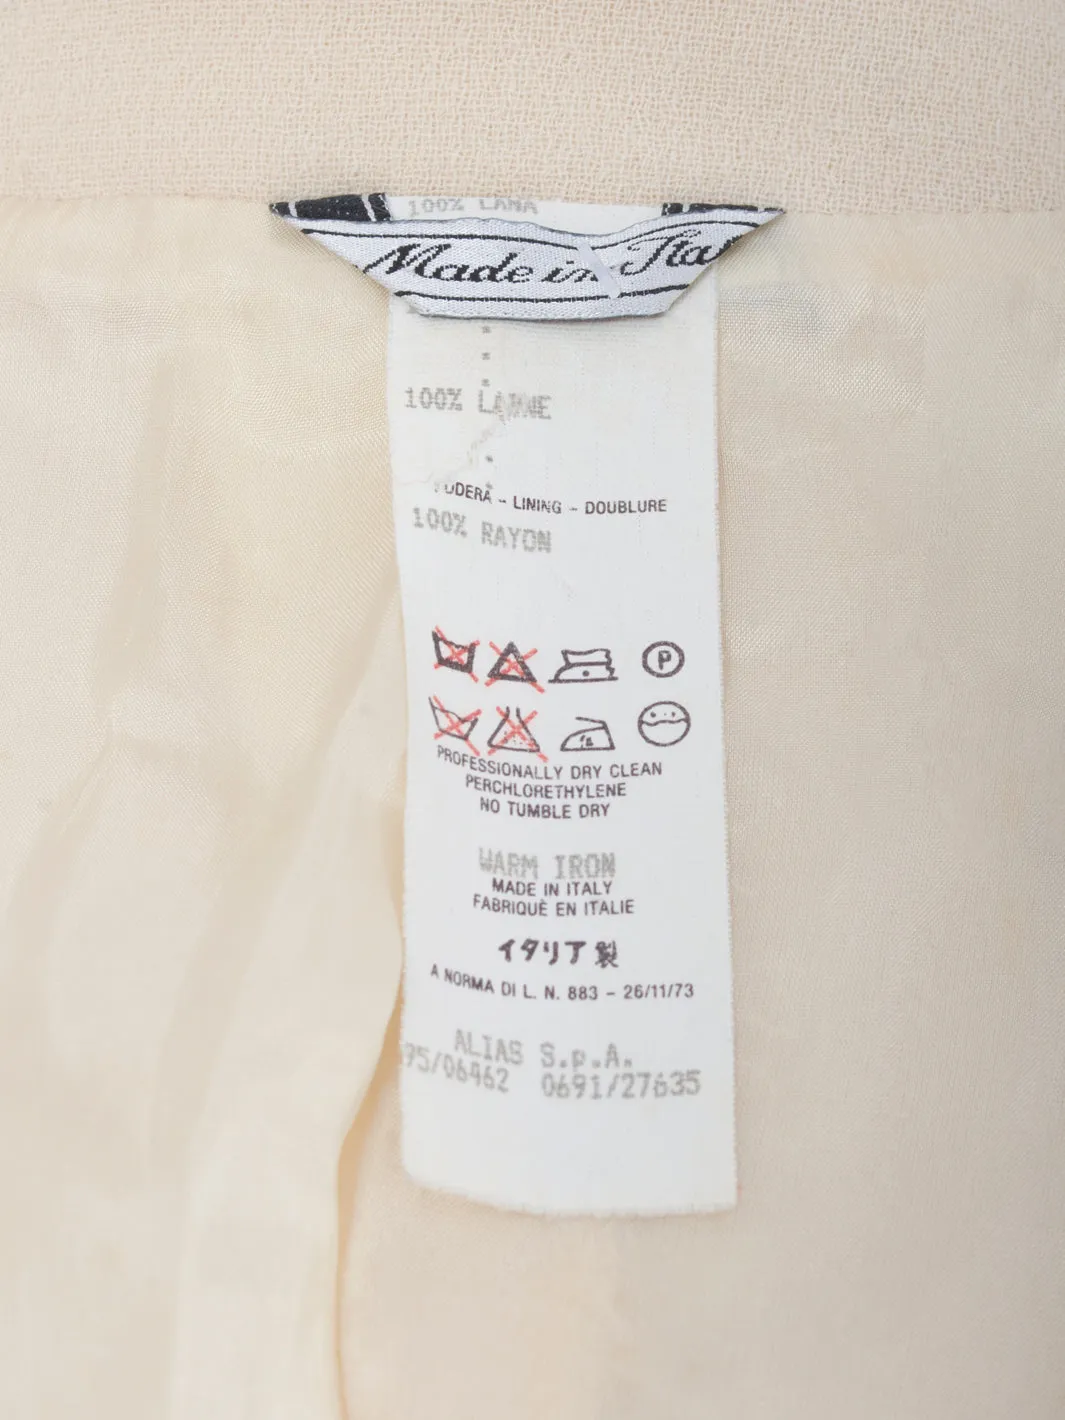 100% LANA
Made in Ita
100% LAINE
FODERA - LINING - DOUBLURE
100% RAYON
P
PROFESSIONALLY DRY CLEAN
PERCHLORETHYLENE
NO TUMBLE DRY
WARM IRON
MADE IN ITALY
FABRIQUÈ EN ITALIE
イタリア製
A NORMA DI L. N. 883 - 26/11/73
ALIAS S.p.A.
95/06462 0691/27635